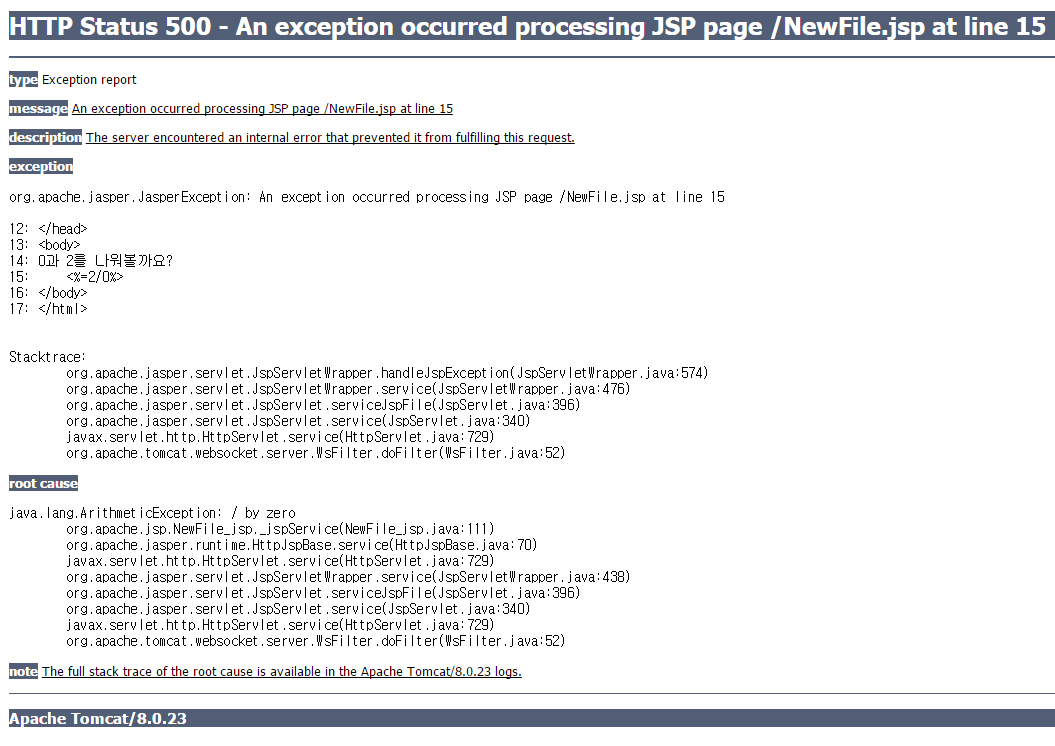 HTTP Status 500 - An exception occurred processing JSP page /NewFile.jsp at line 15
type Exception report
message An exception occurred processing JSP page /NewFile.jsp at line 15
description The server encountered an internal error that prevented it from fulfilling this request.
exception
org.apache.jasper.JasperException: An exception occurred processing JSP page /NewFile.jsp at line 15
12: </head>
13: <body>
14: 0과 2를 나눠볼까요?
15: <%=2/0%>
16: </body>
17: </html>
Stacktrace:
org.apache.jasper.servlet.JspServletWrapper.handleJspException(JspServletWrapper.java:574)
org.apache.jasper.servlet.JspServletWrapper.service(JspServletWrapper.java:476)
org.apache.jasper.servlet.JspServlet.serviceJspFile(JspServlet.java:396)
org.apache.jasper.servlet.JspServlet.service(JspServlet.java:340)
javax.servlet.http.HttpServlet.service(HttpServlet.java:729)
org.apache.tomcat.websocket.server.WsFilter.doFilter(WsFilter.java:52)
root cause
java.lang.ArithmeticException: / by zero
org.apache.jsp.NewFile_jsp._jspService(NewFile_jsp.java:111)
org.apache.jasper.runtime.HttpJspBase.service(HttpJspBase.java:70)
javax.servlet.http.HttpServlet.service(HttpServlet.java:729)
org.apache.jasper.servlet.JspServletWrapper.service(JspServletWrapper.java:438)
org.apache.jasper.servlet.JspServlet.serviceJspFile(JspServlet.java:396)
org.apache.jasper.servlet.JspServlet.service(JspServlet.java:340)
javax.servlet.http.HttpServlet.service(HttpServlet.java:729)
org.apache.tomcat.websocket.server.WsFilter.doFilter(WsFilter.java:52)
note The full stack trace of the root cause is available in the Apache Tomcat/8.0.23 logs.
Apache Tomcat/8.0.23